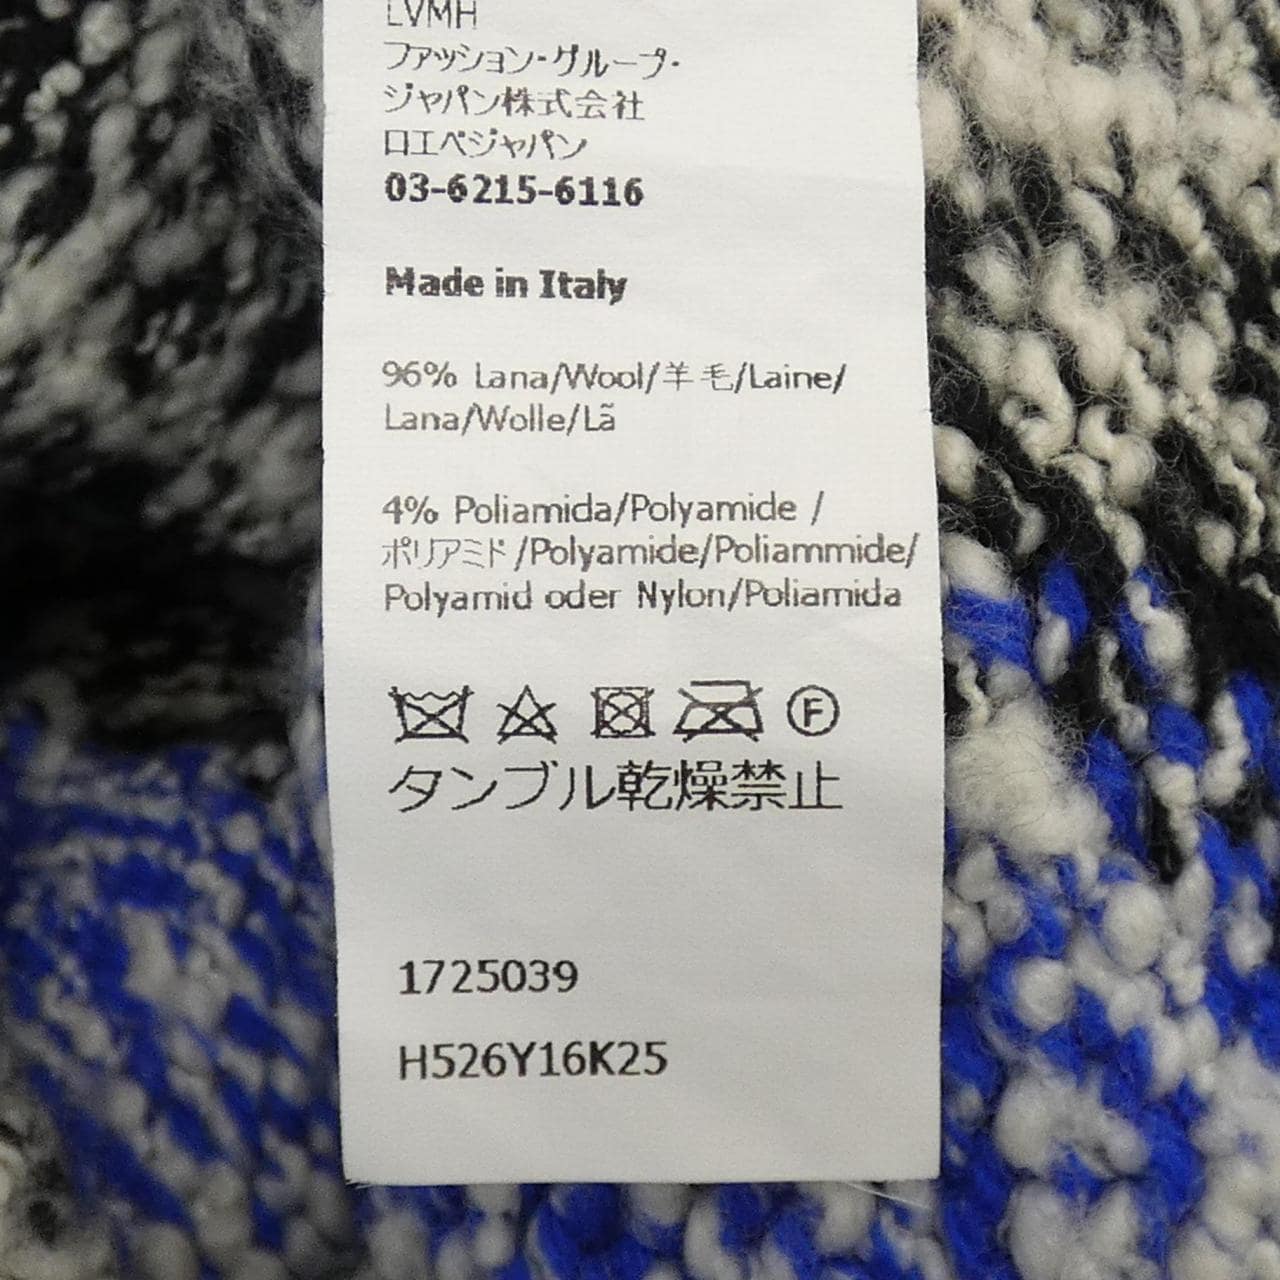 LVMH
ファッション・グループ・
ジャパン株式会社
ロエベジャパン
03-6215-6116
Made in Italy
96% Lana/Wool/羊毛/Laine/
Lana/Wolle/Lã
4% Poliamida/Polyamide /
ポリアミド/Polyamide/Poliammide/
Polyamid oder Nylon/Poliamida
F
タンブル乾燥禁止
1725039
H526Y16K25